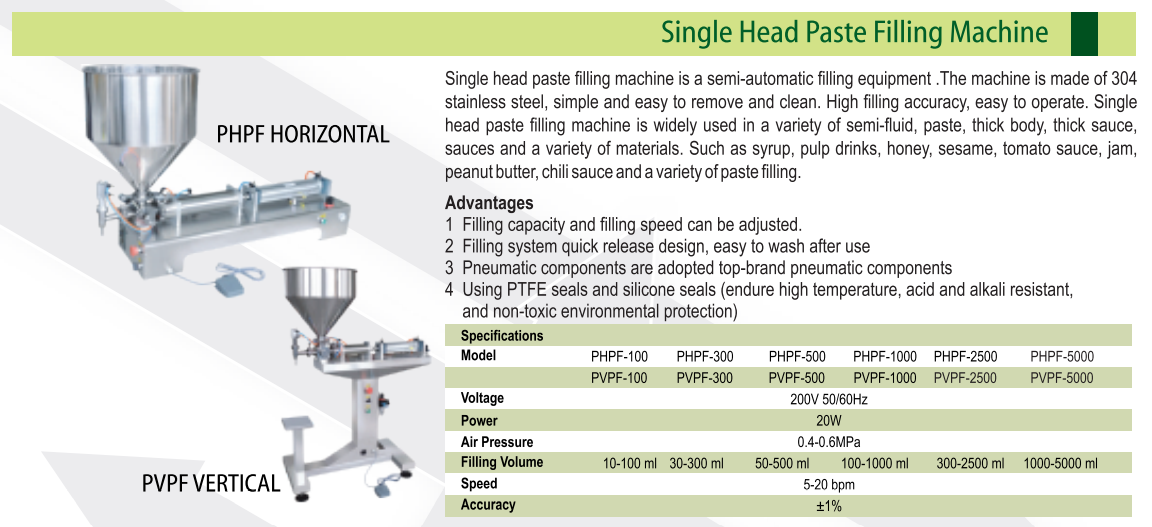 Single Head Paste Filling Machine
PHPF HORIZONTAL
PVPF VERTICAL
Single head paste filling machine is a semi-automatic filling equipment .The machine is made of 304
stainless steel, simple and easy to remove and clean. High filling accuracy, easy to operate. Single
head paste filling machine is widely used in a variety of semi-fluid, paste, thick body, thick sauce,
sauces and a variety of materials. Such as syrup, pulp drinks, honey, sesame, tomato sauce, jam,
peanut butter, chili sauce and a variety of paste filling.
Advantages
1 Filling capacity and filling speed can be adjusted.
2 Filling system quick release design, easy to wash after use
3 Pneumatic components are adopted top-brand pneumatic components
4 Using PTFE seals and silicone seals (endure high temperature, acid and alkali resistant,
and non-toxic environmental protection)
Specifications
Model PHPF-100 PHPF-300 PHPF-500 PHPF-1000 PHPF-2500 PHPF-5000
PVPF-100 PVPF-300 PVPF-500 PVPF-1000 PVPF-2500 PVPF-5000
Voltage 200V 50/60Hz
Power 20W
Air Pressure 0.4-0.6MPa
Filling Volume 10-100 ml 30-300 ml 50-500 ml 100-1000 ml 300-2500 ml 1000-5000 ml
Speed 5-20 bpm
Accuracy ±1%